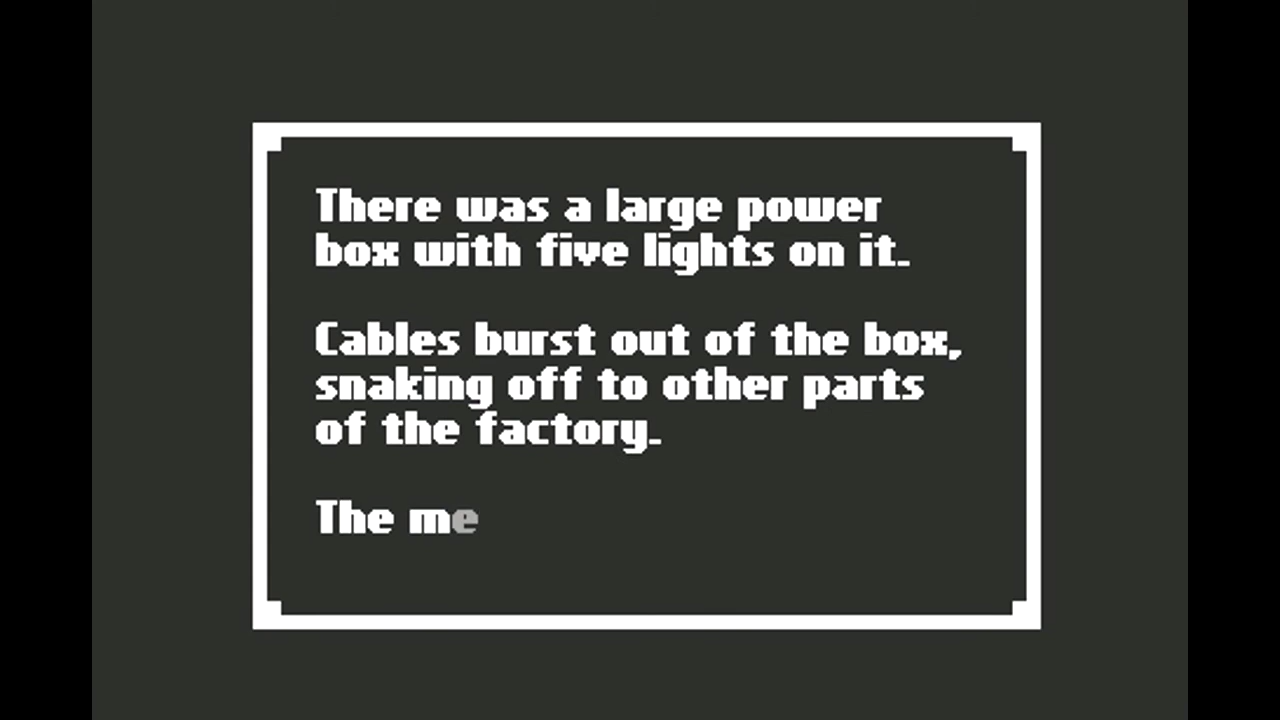 There was a large power
box with five lights on it.
Cables burst out of the box,
snaking off to other parts
of the factory.
The me